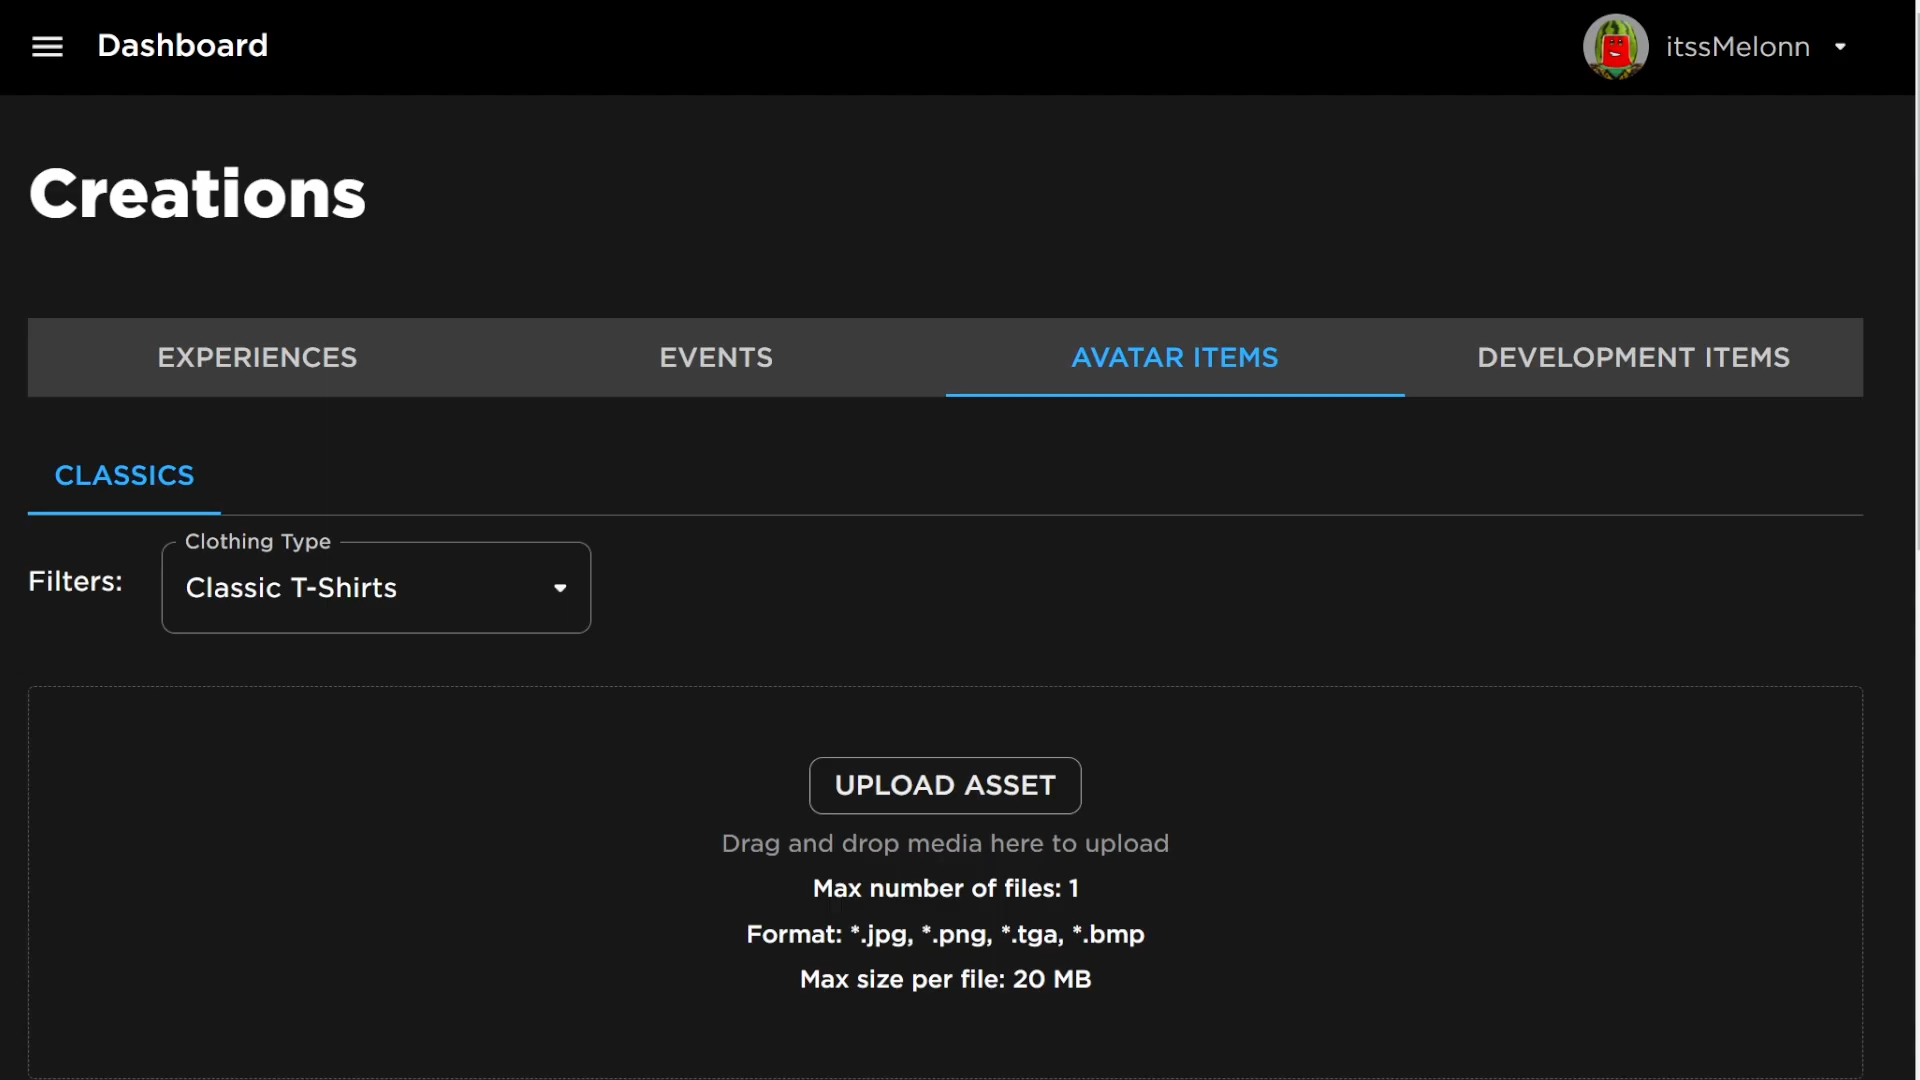 Dashboard
itssMelonn
Creations
EXPERIENCES
EVENTS
AVATAR ITEMS
DEVELOPMENT ITEMS
CLASSICS
Filters:
Clothing Type
Classic T-Shirts
UPLOAD ASSET
Drag and drop media here to upload
Max number of files: 1
Format: *.jpg, *.png, *.tga, *.bmp
Max size per file: 20 MB